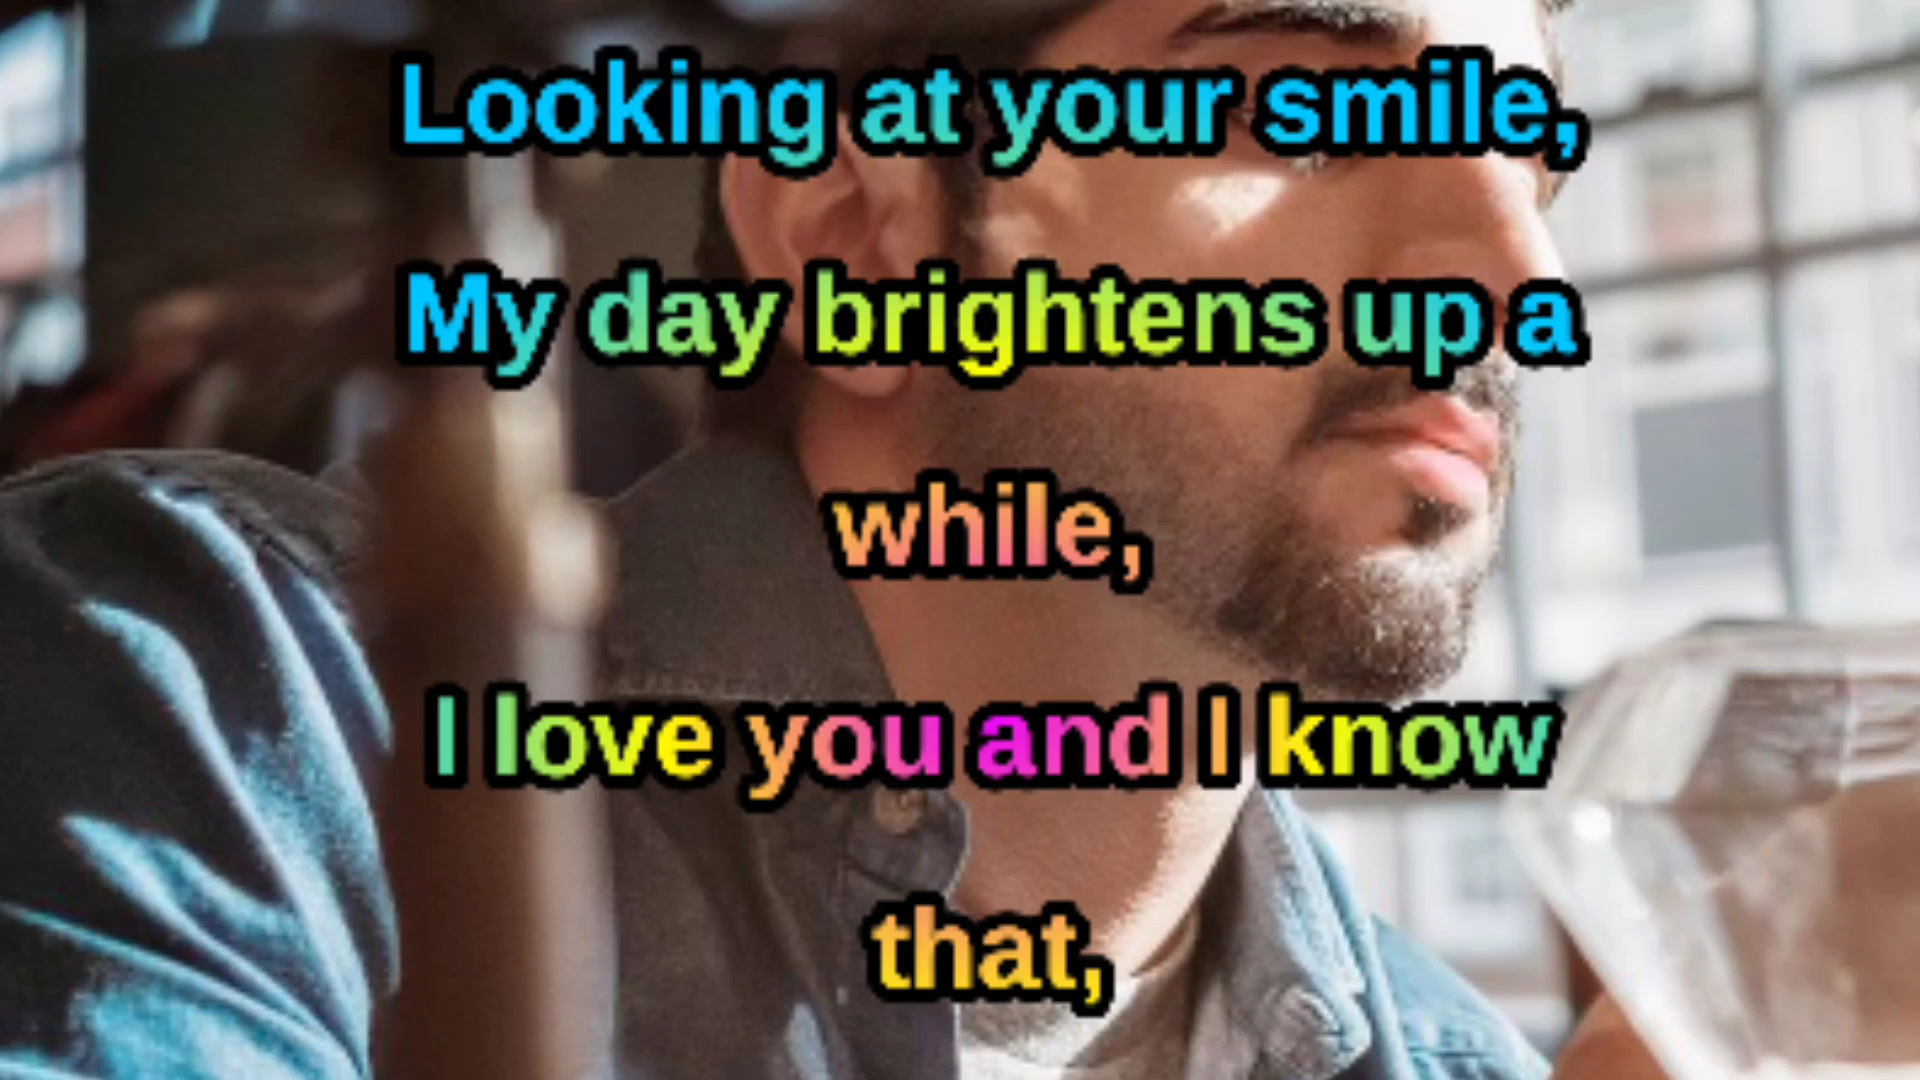 Looking at your smile,
My day brightens up a
while,
I love you and I know
that,